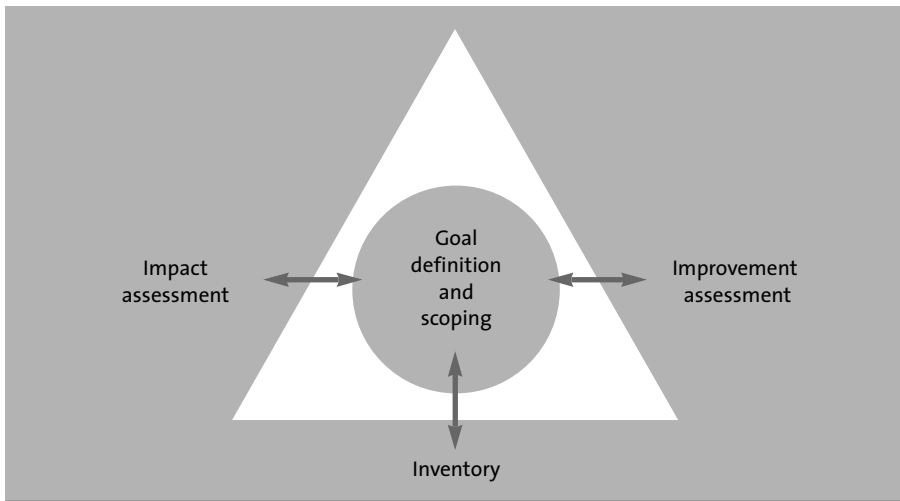 Goal
definition
and
scoping
Impact
assessment
Improvement
assessment
Inventory